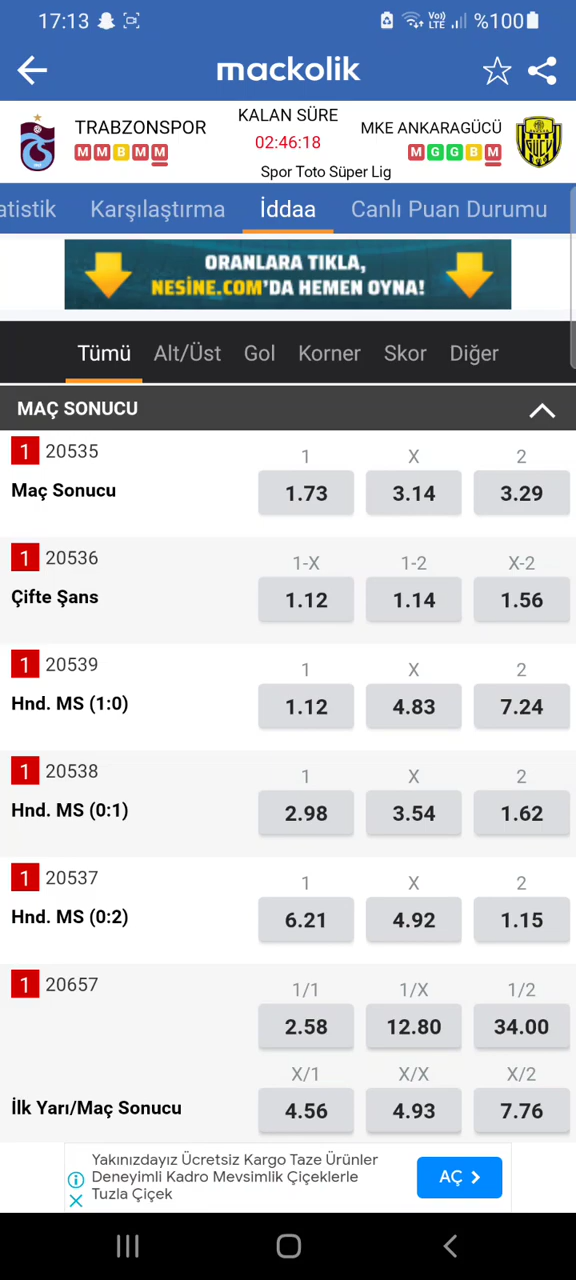 17:13 Vo)) LTE %100
mackolik
TRABZONSPOR KALAN SÜRE MKE ANKARAGÜCÜ
M M B M M 02:46:18 M G G B M
Spor Toto Süper Lig
atistik Karşılaştırma İddaa Canlı Puan Durumu
ORANLARA TIKLA,
NESİNE.COM'DA HEMEN OYNA!
Tümü Alt/Üst Gol Korner Skor Diğer
MAÇ SONUCU
1 20535 1 X 2
Maç Sonucu 1.73 3.14 3.29
1 20536 1-X 1-2 X-2
Çifte Şans 1.12 1.14 1.56
1 20539 1 X 2
Hnd. MS (1:0) 1.12 4.83 7.24
1 20538 1 X 2
Hnd. MS (0:1) 2.98 3.54 1.62
1 20537 1 X 2
Hnd. MS (0:2) 6.21 4.92 1.15
1 20657 1/1 1/X 1/2
2.58 12.80 34.00
X/1 X/X X/2
İlk Yarı/Maç Sonucu 4.56 4.93 7.76
Yakınızdayız Ücretsiz Kargo Taze Ürünler
Deneyimli Kadro Mevsimlik Çiçeklerle
Tuzla Çiçek
AÇ